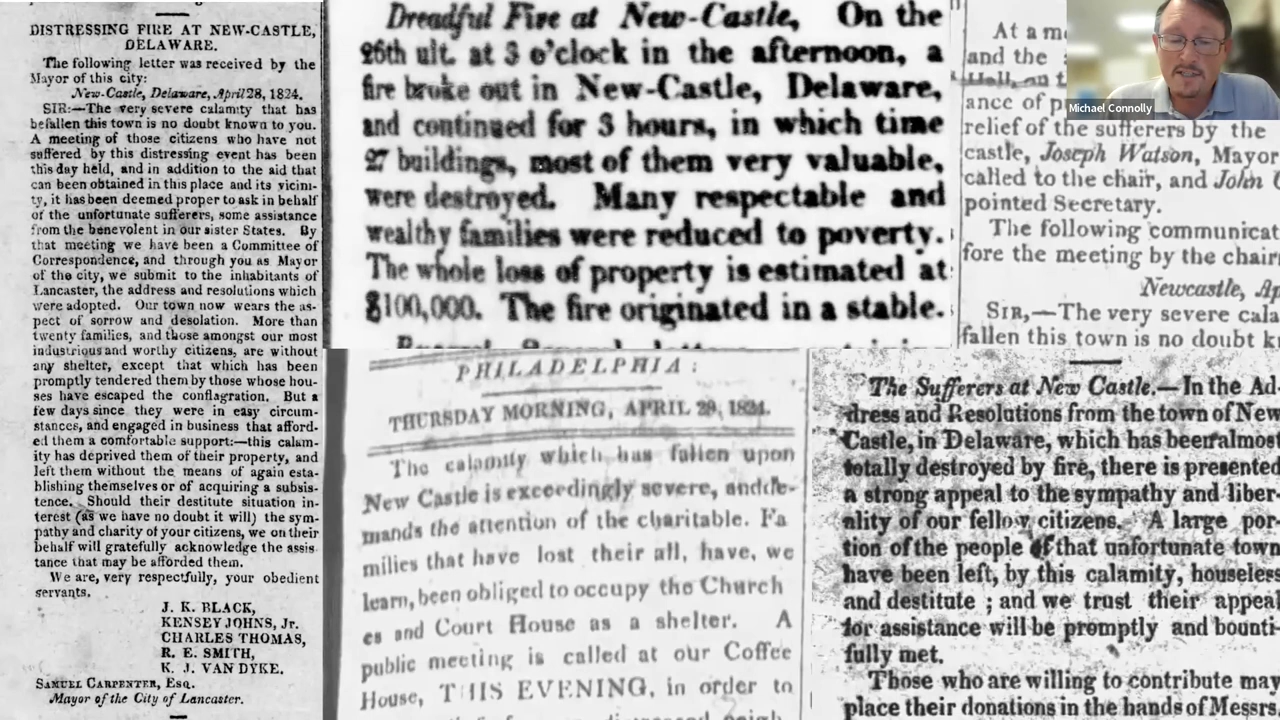 DISTRESSING FIRE AT NEW-CASTLE,
DELAWARE.
The following letter was received by the
Mayor of this city:
New-Castle, Delaware, April 28, 1824.
SIR:—The very severe calamity that has
befallen this town is no doubt known to you.
A meeting of those citizens who have not
suffered by this distressing event has been
this day held, and in addition to the aid that
can been obtained in this place and its vicini-
ty, it has been deemed proper to ask in behalf
of the unfortunate sufferers, some assistance
from the benevolent in our sister States. By
that meeting we have been a Committee of
Correspondence, and through you as Mayor
of the city, we submit to the inhabitants of
Lancaster, the address and resolutions which
were adopted. Our town now wears the as-
pect of sorrow and desolation. More than
twenty families, and those amongst our most
industrious and worthy citizens, are without
any shelter, except that which has been
promptly tendered them by those whose hou-
ses have escaped the conflagration. But a
few days since they were in easy circum-
stances, and engaged in business that afford-
ed them a comfortable support:—this calam-
ity has deprived them of their property, and
left them without the means of again esta-
blishing themselves or of acquiring a subsis-
tence. Should their destitute situation in-
terest (as we have no doubt it will) the sym-
pathy and charity of your citizens, we on their
behalf will gratefully acknowledge the assis
tance that may be afforded them.
We are, very respectfully, your obedient
servants.
J. K. BLACK,
KENSEY JOHNS, Jr.
CHARLES THOMAS,
R. E. SMITH,
K. J. VAN DYKE.
SAMUEL CARPENTER, Esq.
Mayor of the City of Lancaster.
Dreadful Fire at New-Castle, On the
26th ult. at 3 o'clock in the afternoon, a
fire broke out in New-Castle, Delaware,
and continued for 3 hours, in which time
27 buildings, most of them very valuable,
were destroyed. Many respectable and
wealthy families were reduced to poverty.
The whole loss of property is estimated at
$100,000. The fire originated in a stable.
PHILADELPHIA:
THURSDAY MORNING, APRIL 29, 1824.
The calamity which has fallen upon
New Castle is exceedingly severe, and de-
mands the attention of the charitable. Fa
milies that have lost their all, have, we
learn, been obliged to occupy the Church
es and Court House as a shelter. A
public meeting is called at our Coffee
House, THIS EVENING, in order to
At a
and the
ance of
relief of the sufferers by the
castle, Joseph Watson, Mayor
called to the chair, and John
pointed Secretary.
The following communicat
fore the meeting by the chair
Newcastle, Ap
SIR,—The very severe cala
fallen this town is no doubt k
The Sufferers at New Castle.—In the Ad
dress and Resolutions from the town of New
Castle, in Delaware, which has been almost
totally destroyed by fire, there is presented
a strong appeal to the sympathy and liber-
ality of our fellow citizens. A large por-
tion of the people of that unfortunate town
have been left, by this calamity, houseless
and destitute ; and we trust their appeal
for assistance will be promptly and bounti-
fully met.
Those who are willing to contribute may
place their donations in the hands of Messrs.
Michael Connolly